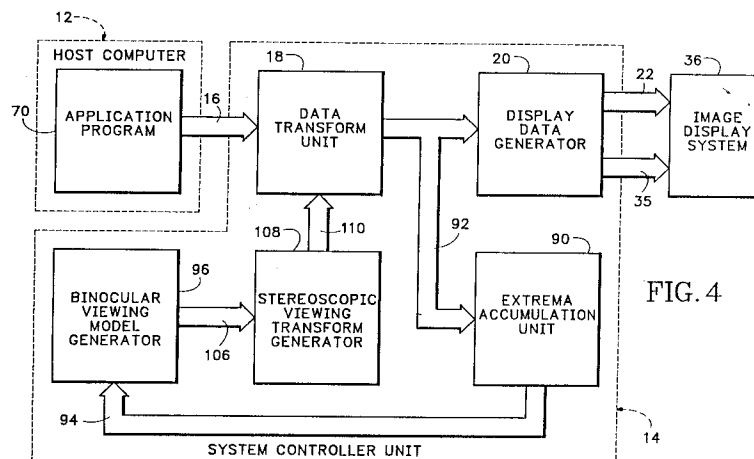 12
HOST COMPUTER
70
APPLICATION
PROGRAM
16
18
DATA
TRANSFORM
UNIT
20
DISPLAY
DATA
GENERATOR
22
35
36
IMAGE
DISPLAY
SYSTEM
108
110
92
90
96
BINOCULAR
VIEWING
MODEL
GENERATOR
106
STEREOSCOPIC
VIEWING
TRANSFORM
GENERATOR
EXTREMA
ACCUMULATION
UNIT
FIG. 4
94
SYSTEM CONTROLLER UNIT
14